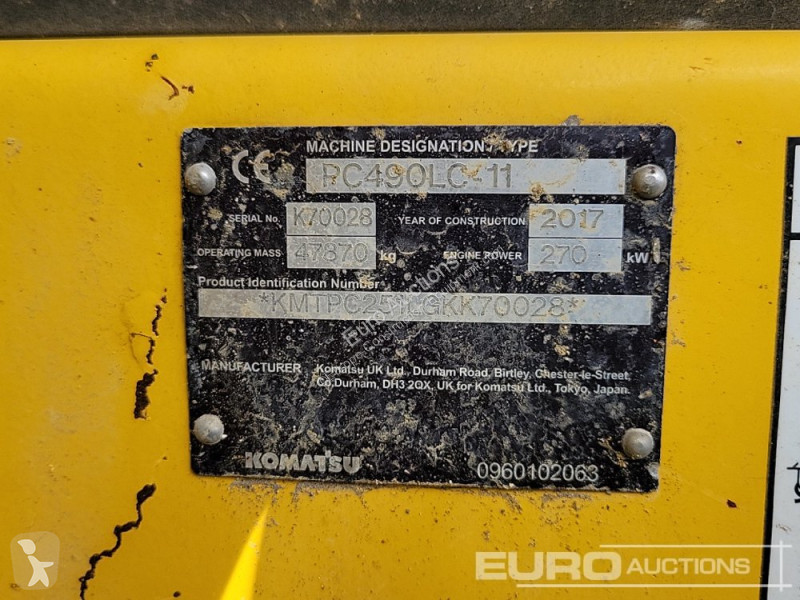 MACHINE DESIGNATION / TYPE
CE
PC490LC-11
SERIAL No. K70028 YEAR OF CONSTRUCTION 2017
OPERATING MASS 47870 kg ENGINE POWER 270 kW
Product Identification Number
*KMTPC251LGKK70028*
MANUFACTURER Komatsu UK Ltd., Durham Road, Birtley, Chester-le-Street,
Co.Durham, DH3 2QX, UK for Komatsu Ltd., Tokyo, Japan.
KOMATSU 0960102063
EURO AUCTIONS